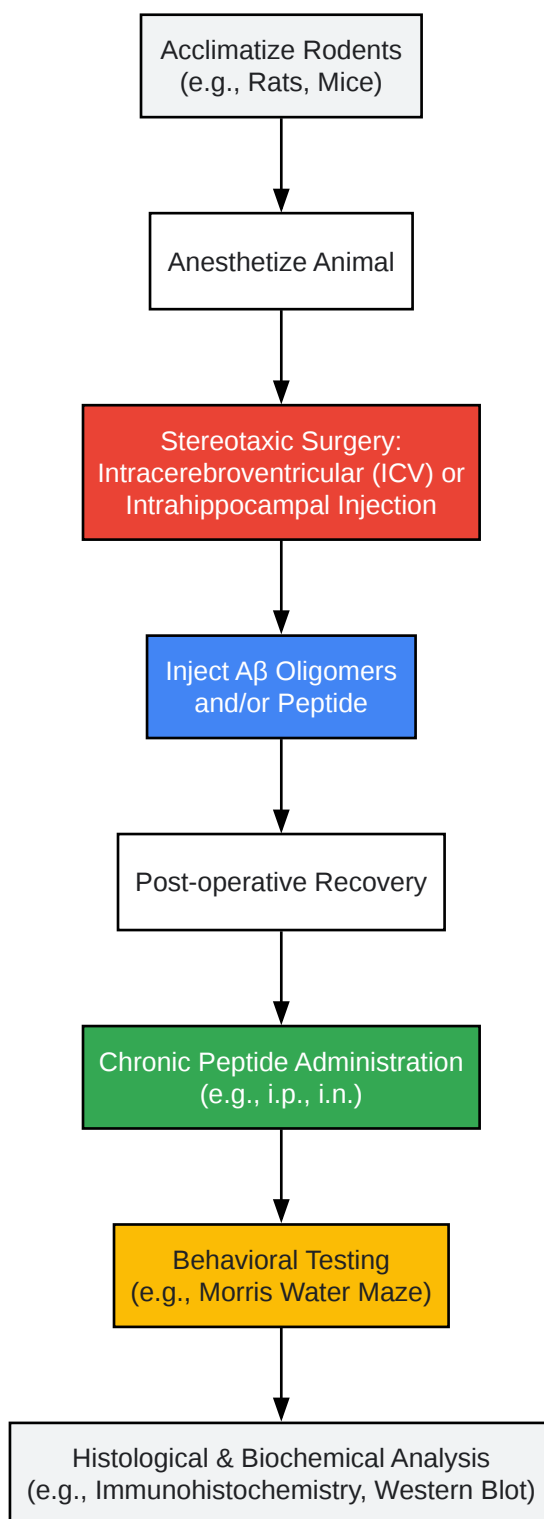 Acclimatize Rodents
(e.g., Rats, Mice)
Anesthetize Animal
Stereotaxic Surgery:
Intracerebroventricular (ICV) or
Intrahippocampal Injection
Inject Aβ Oligomers
and/or Peptide
Post-operative Recovery
Chronic Peptide Administration
(e.g., i.p., i.n.)
Behavioral Testing
(e.g., Morris Water Maze)
Histological & Biochemical Analysis
(e.g., Immunohistochemistry, Western Blot)